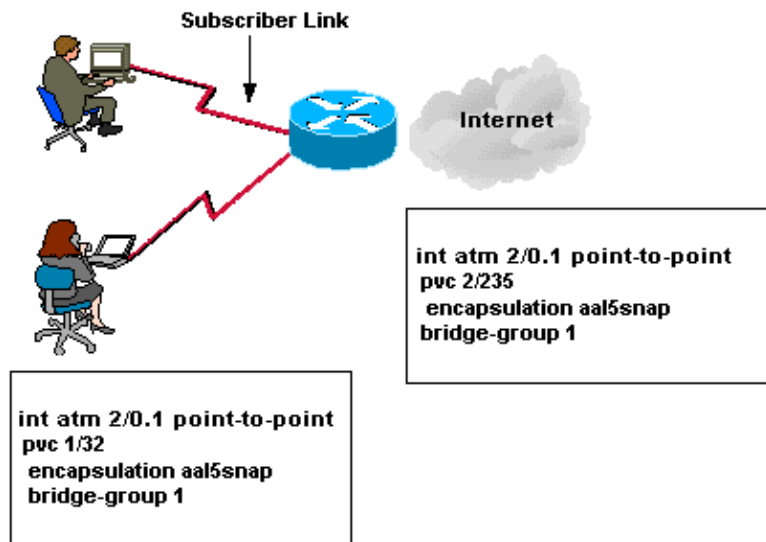 Subscriber Link
Internet
int atm 2/0.1 point-to-point
pvc 2/235
encapsulation aal5snap
bridge-group 1
int atm 2/0.1 point-to-point
pvc 1/32
encapsulation aal5snap
bridge-group 1